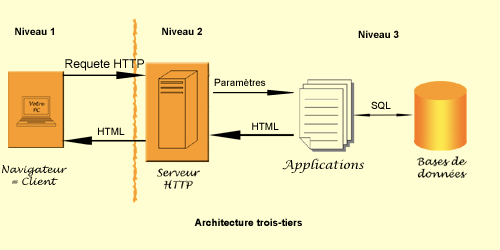 Niveau 1
Niveau 2
Niveau 3
Requete HTTP
Votre
PC
HTML
Paramètres
HTML
SQL
Navigateur
= Client
Serveur
HTTP
Applications
Bases de
données
Architecture trois-tiers